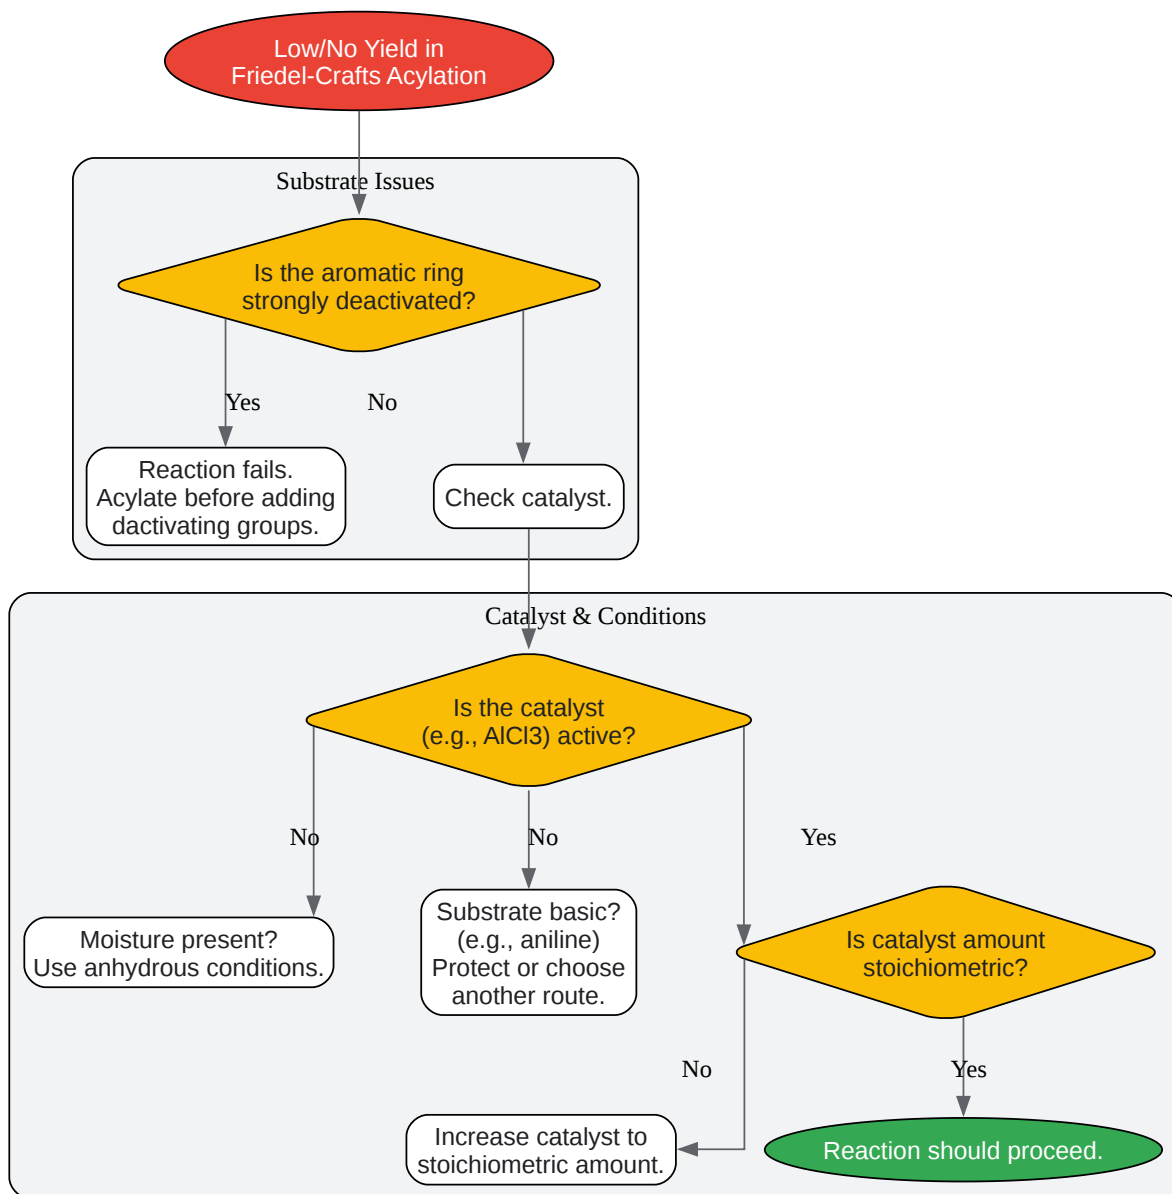 Low/No Yield in
Friedel-Crafts Acylation
Substrate Issues
Is the aromatic ring
strongly deactivated?
Yes
No
Reaction fails.
Acylate before adding
dactivating groups.
Check catalyst.
Catalyst & Conditions
Is the catalyst
(e.g., AlCl3) active?
No
No
Yes
Moisture present?
Use anhydrous conditions.
Substrate basic?
(e.g., aniline)
Protect or choose
another route.
Is catalyst amount
stoichiometric?
No
Yes
Increase catalyst to
stoichiometric amount.
Reaction should proceed.